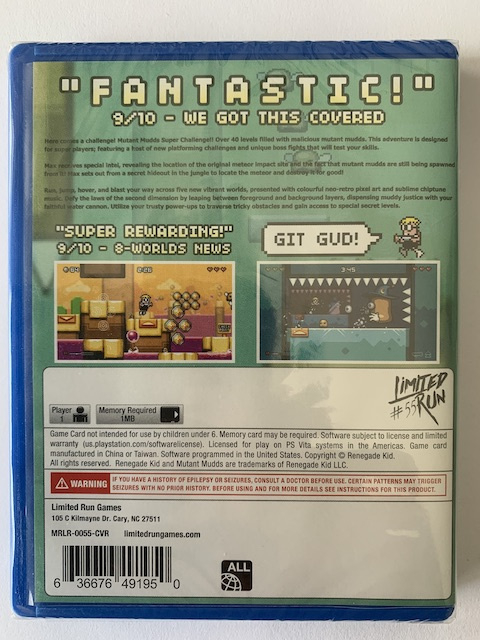 "FANTASTIC!"
9/10 - WE GOT THIS COVERED
Here comes a challenge! Mutant Mudds Super Challenge!! Over 40 levels filled with malicious mutant mudds. This adventure is designed
for super players; featuring a host of new platforming challenges and unique boss fights that will test your skills.
Max receives special intel, revealing the location of the original meteor impact site and the fact that mutant mudds are still being spawned
from it! Max sets out from a secret hideout in the jungle to locate the meteor and destroy it for good!
Run, jump, hover, and blast your way across five new vibrant worlds, presented with colourful neo-retro pixel art and sublime chiptune
music. Defy the laws of the second dimension by leaping between foreground and background layers, dispensing muddy justice with your
faithful water cannon. Utilize your trusty power-ups to traverse tricky obstacles and gain access to special secret levels.
"SUPER REWARDING!"
9/10 - 8-WORLDS NEWS
GIT GUD!
3:45
LIMITED
RUN
#55
Player
1
Memory Required
1MB
Game Card not intended for use by children under 6. Memory card may be required. Software subject to license and limited
warranty (us.playstation.com/softwarelicense). Licensed for play on PS Vita systems in the Americas. Game card
manufactured in China or Taiwan. Software programmed in the United States. Copyright © Renegade Kid.
All rights reserved. Renegade Kid and Mutant Mudds are trademarks of Renegade Kid LLC.
WARNING
IF YOU HAVE A HISTORY OF EPILEPSY OR SEIZURES, CONSULT A DOCTOR BEFORE USE. CERTAIN PATTERNS MAY TRIGGER
SEIZURES WITH NO PRIOR HISTORY. BEFORE USING AND FOR MORE DETAILS SEE INSTRUCTIONS FOR THIS PRODUCT.
Limited Run Games
105 C Kilmayne Dr. Cary, NC 27511
MRLR-0055-CVR limitedrungames.com
6 36676 49195 0
ALL